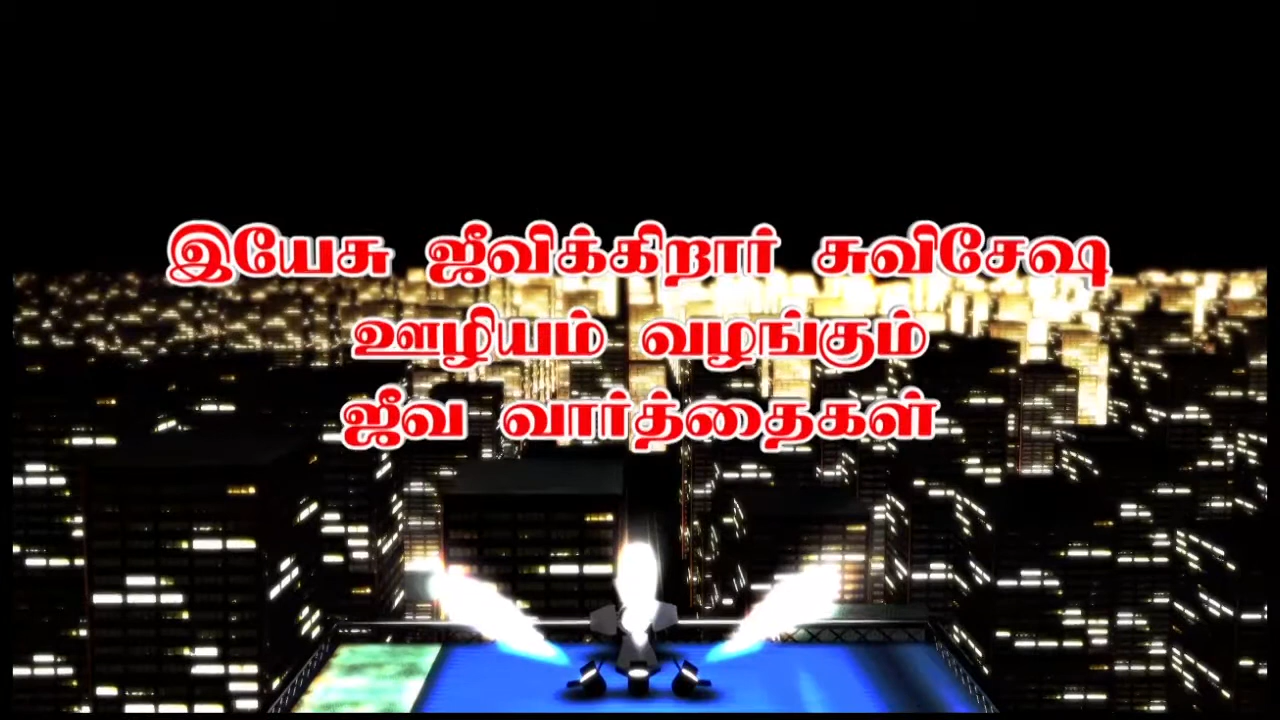 இயேசு ஜீவிக்கிறார் சுவிசேஷ
ஊழியம் வழங்கும்
ஜீவ வார்த்தைகள்